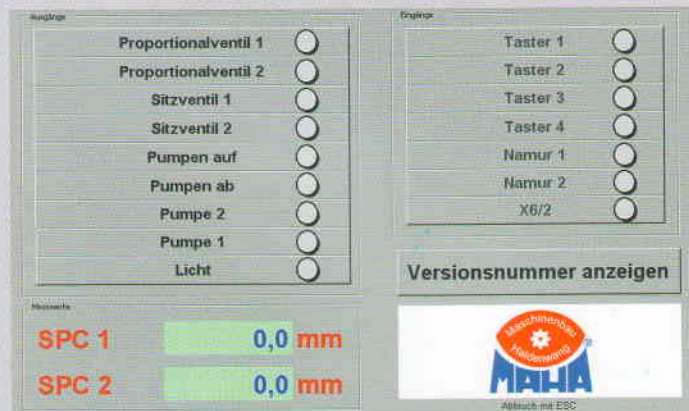 Ausgänge
Proportionalventil 1
Proportionalventil 2
Sitzventil 1
Sitzventil 2
Pumpen auf
Pumpen ab
Pumpe 2
Pumpe 1
Licht
Eingänge
Taster 1
Taster 2
Taster 3
Taster 4
Namur 1
Namur 2
X6/2
Versionsnummer anzeigen
Messwerte
SPC 1 0,0 mm
SPC 2 0,0 mm
Maschinenbau
Haldenwang
MAHA®
Abbruch mit ESC